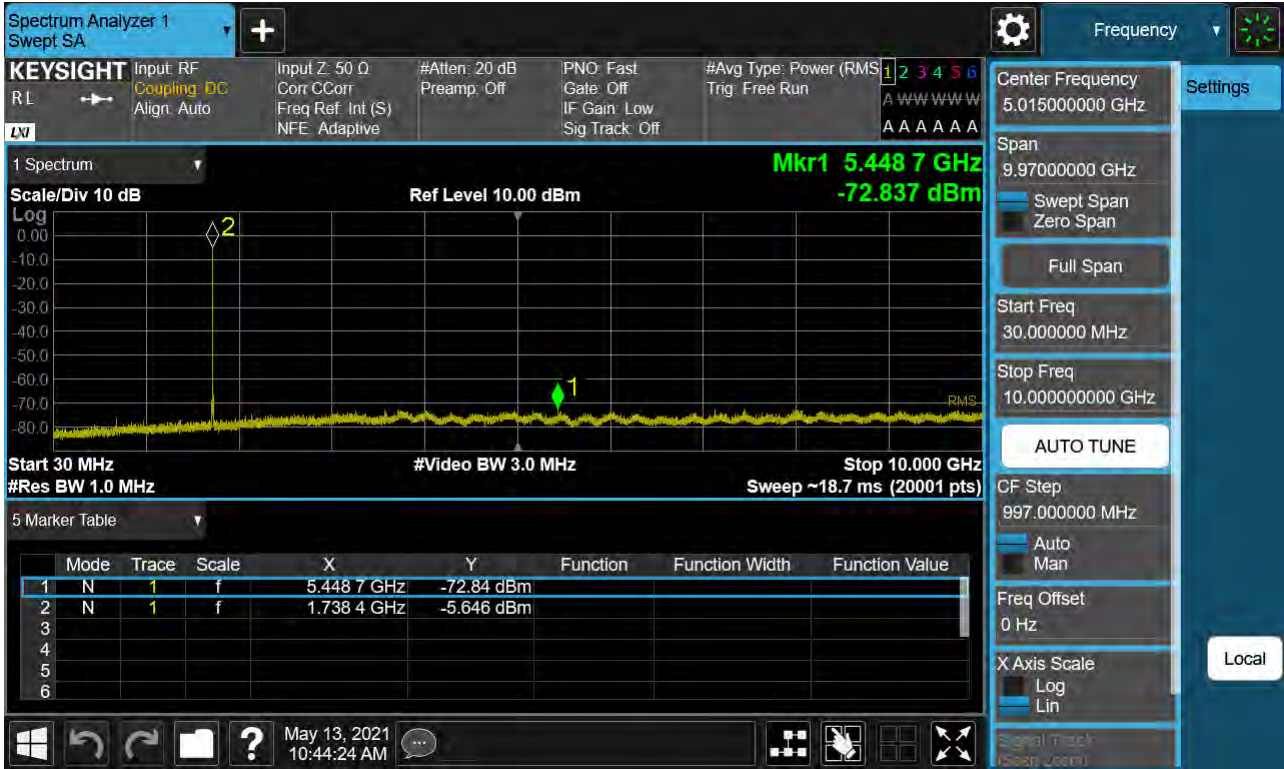 Spectrum Analyzer 1
Swept SA
+
Frequency
KEYSIGHT
RL
LXI
Input: RF
Coupling: DC
Align: Auto
Input Z: 50 Ω
Corr CCorr
Freq Ref: Int (S)
NFE: Adaptive
#Atten: 20 dB
Preamp: Off
PNO: Fast
Gate: Off
IF Gain: Low
Sig Track: Off
#Avg Type: Power (RMS
Trig: Free Run
1 2 3 4 5 6
A W W W W W
A A A A A A
1 Spectrum
Mkr1 5.448 7 GHz
Scale/Div 10 dB
Ref Level 10.00 dBm
-72.837 dBm
Log
0.00
-10.0
-20.0
-30.0
-40.0
-50.0
-60.0
-70.0
-80.0
2
1
RMS
Start 30 MHz
#Video BW 3.0 MHz
Stop 10.000 GHz
#Res BW 1.0 MHz
Sweep ~18.7 ms (20001 pts)
5 Marker Table
Mode Trace Scale X Y Function Function Width Function Value
1 N 1 f 5.448 7 GHz -72.84 dBm
2 N 1 f 1.738 4 GHz -5.646 dBm
3
4
5
6
?
May 13, 2021
10:44:24 AM
Center Frequency
5.015000000 GHz
Span
9.97000000 GHz
Swept Span
Zero Span
Full Span
Start Freq
30.000000 MHz
Stop Freq
10.000000000 GHz
AUTO TUNE
CF Step
997.000000 MHz
Auto
Man
Freq Offset
0 Hz
X Axis Scale
Log
Lin
Signal Track
(Span Zoom)
Settings
Local